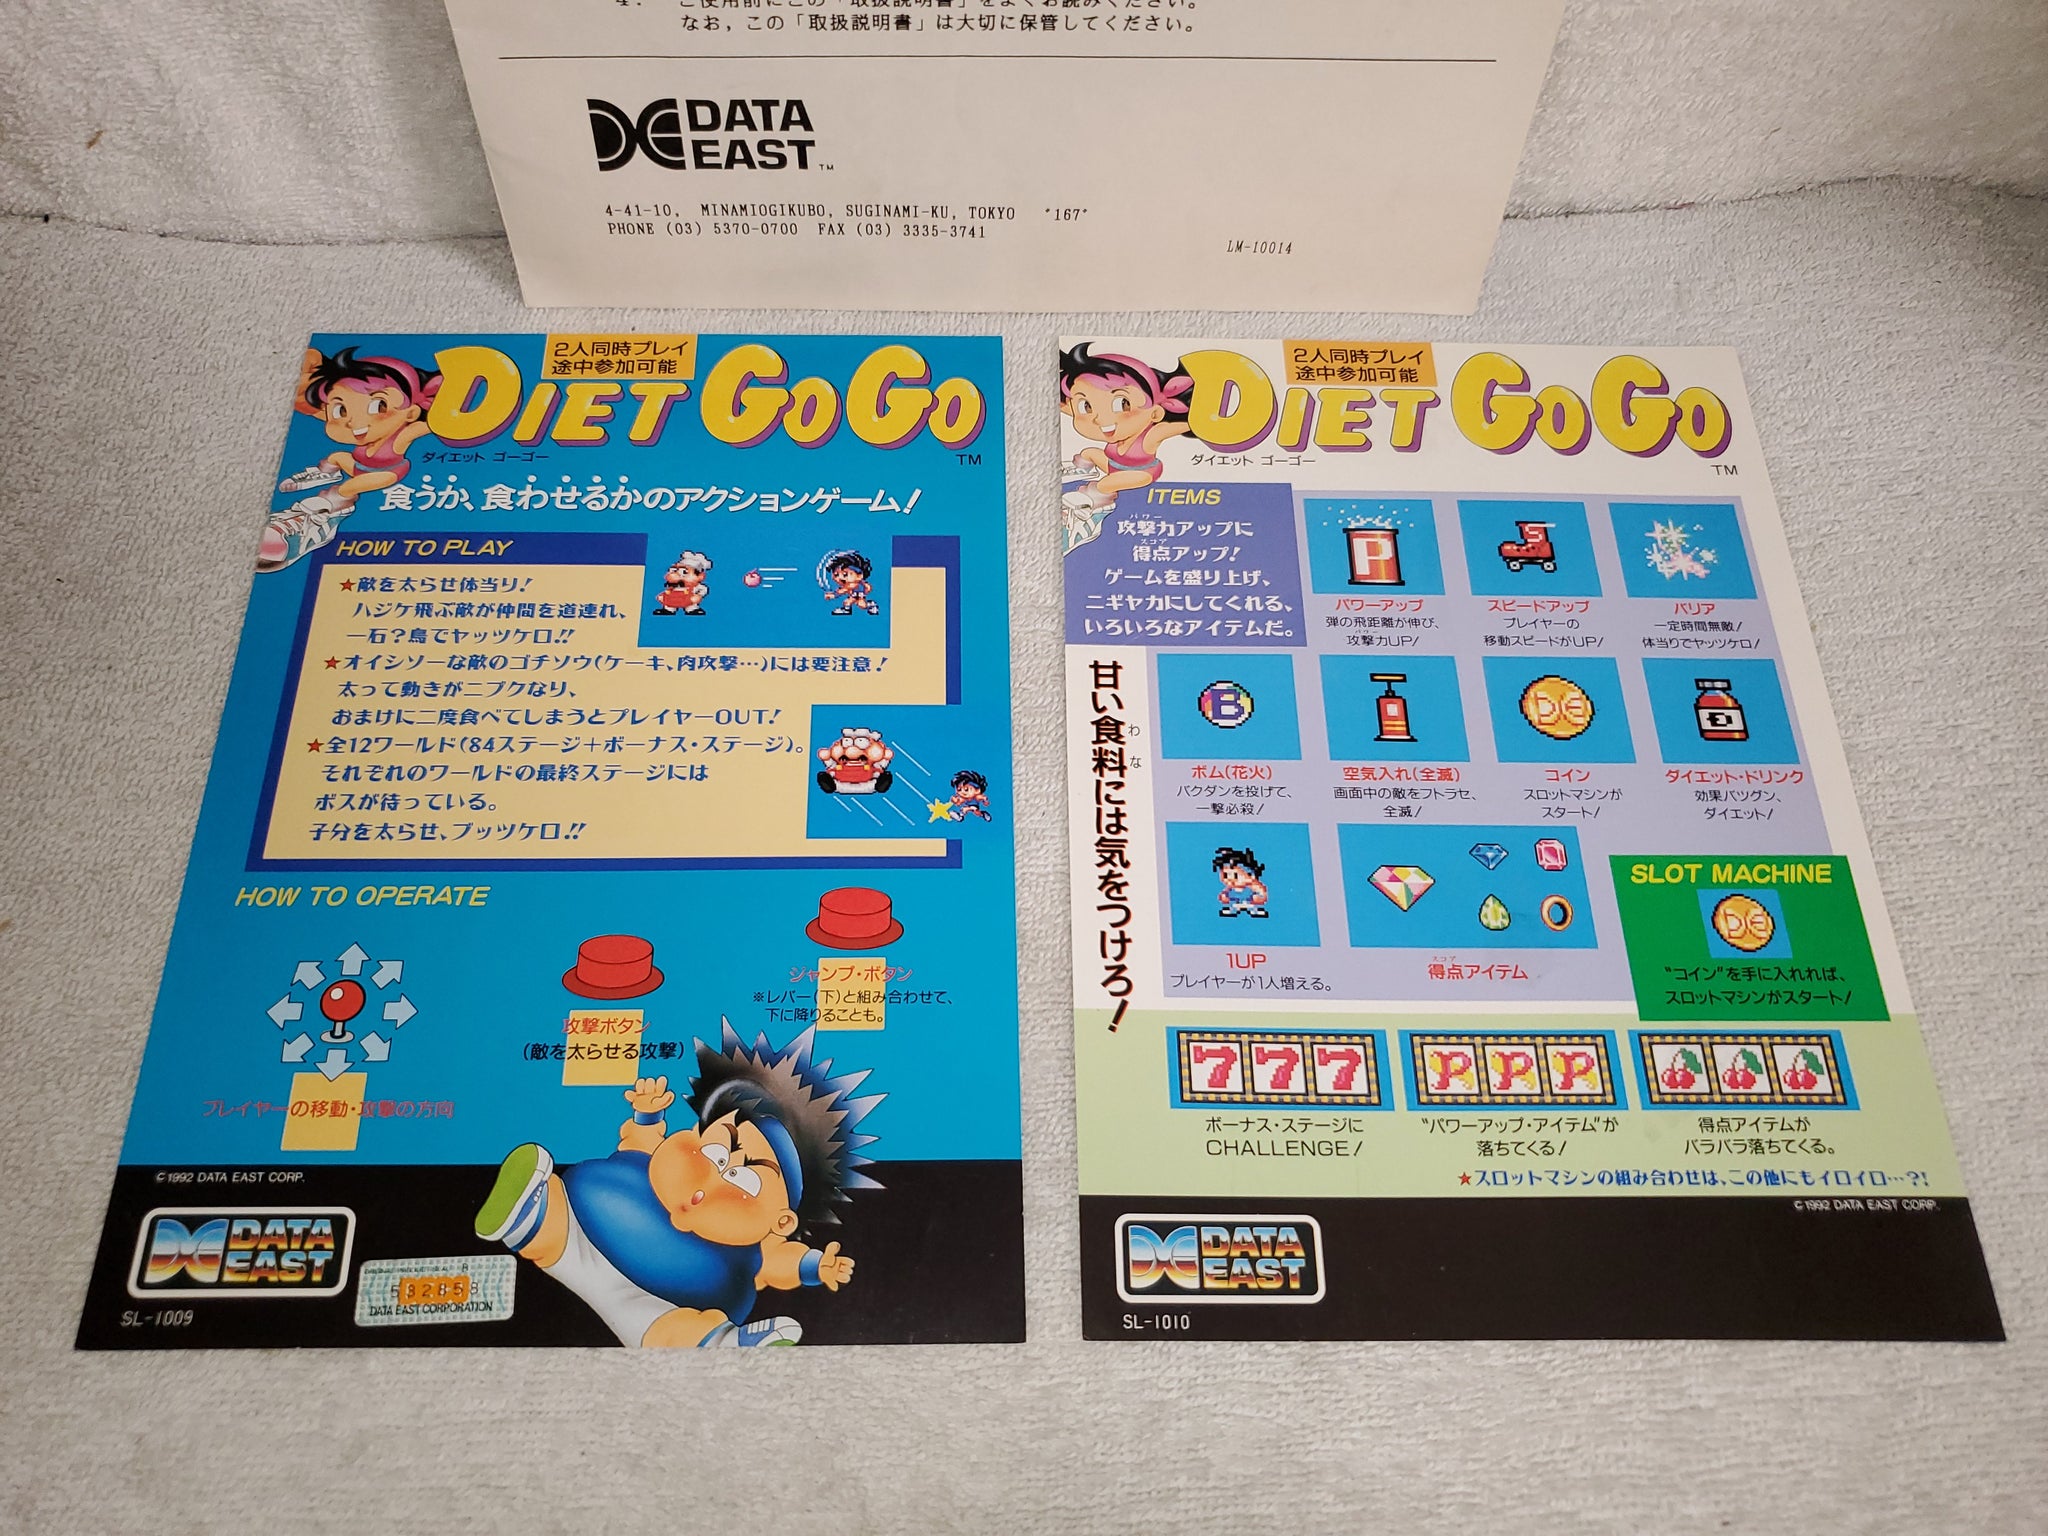 4. ご使用前にこの「取扱説明書」をよくお読みください。
なお，この「取扱説明書」は大切に保管してください。
DATA
EAST™
4-41-10, MINAMIOGIKUBO, SUGINAMI-KU, TOKYO "167"
PHONE (03) 5370-0700 FAX (03) 3335-3741
LM-10014
2人同時プレイ
途中参加可能
DIET GOGO
ダイエット ゴーゴー
TM
食うか、食わせるかのアクションゲーム!
HOW TO PLAY
★敵を太らせ体当り!
ハジケ飛ぶ敵が仲間を道連れ、
一石?鳥でヤッツケロ!!
★オイシソーな敵のゴチソウ(ケーキ、肉攻撃…)には要注意!
太って動きがニブクなり、
おまけに二度食べてしまうとプレイヤーOUT!
★全12ワールド(84ステージ+ボーナス・ステージ)。
それぞれのワールドの最終ステージには
ボスが待っている。
子分を太らせ、ブッツケロ!!
HOW TO OPERATE
プレイヤーの移動・攻撃の方向
攻撃ボタン
(敵を太らせる攻撃)
ジャンプ・ボタン
※レバー(下)と組み合わせて、
下に降りることも。
©1992 DATA EAST CORP.
DATA
EAST
532858
DATA EAST CORPORATION
SL-1009
2人同時プレイ
途中参加可能
DIET GOGO
ダイエット ゴーゴー
TM
ITEMS
パワー
攻撃力アップに
スコア
得点アップ!
ゲームを盛り上げ、
ニギヤカにしてくれる、
いろいろなアイテムだ。
甘い食料には気をつけろ!
わな
P
パワーアップ
弾の飛距離が伸び、
パワー
攻撃力UP!
S
スピードアップ
プレイヤーの
移動スピードがUP!
バリア
一定時間無敵!
体当りでヤッツケロ!
B
ボム(花火)
バクダンを投げて、
一撃必殺!
空気入れ(全滅)
画面中の敵をフトラセ、
全滅!
DE
コイン
スロットマシンが
スタート!
D
ダイエット・ドリンク
効果バツグン、
ダイエット!
1UP
プレイヤーが1人増える。
スコア
得点アイテム
SLOT MACHINE
DE
"コイン"を手に入れれば、
スロットマシンがスタート!
7 7 7
ボーナス・ステージに
CHALLENGE!
P P P
"パワーアップ・アイテム"が
落ちてくる!
得点アイテムが
バラバラ落ちてくる。
★スロットマシンの組み合わせは、この他にもイロイロ…?!
©1992 DATA EAST CORP.
DATA
EAST
SL-1010